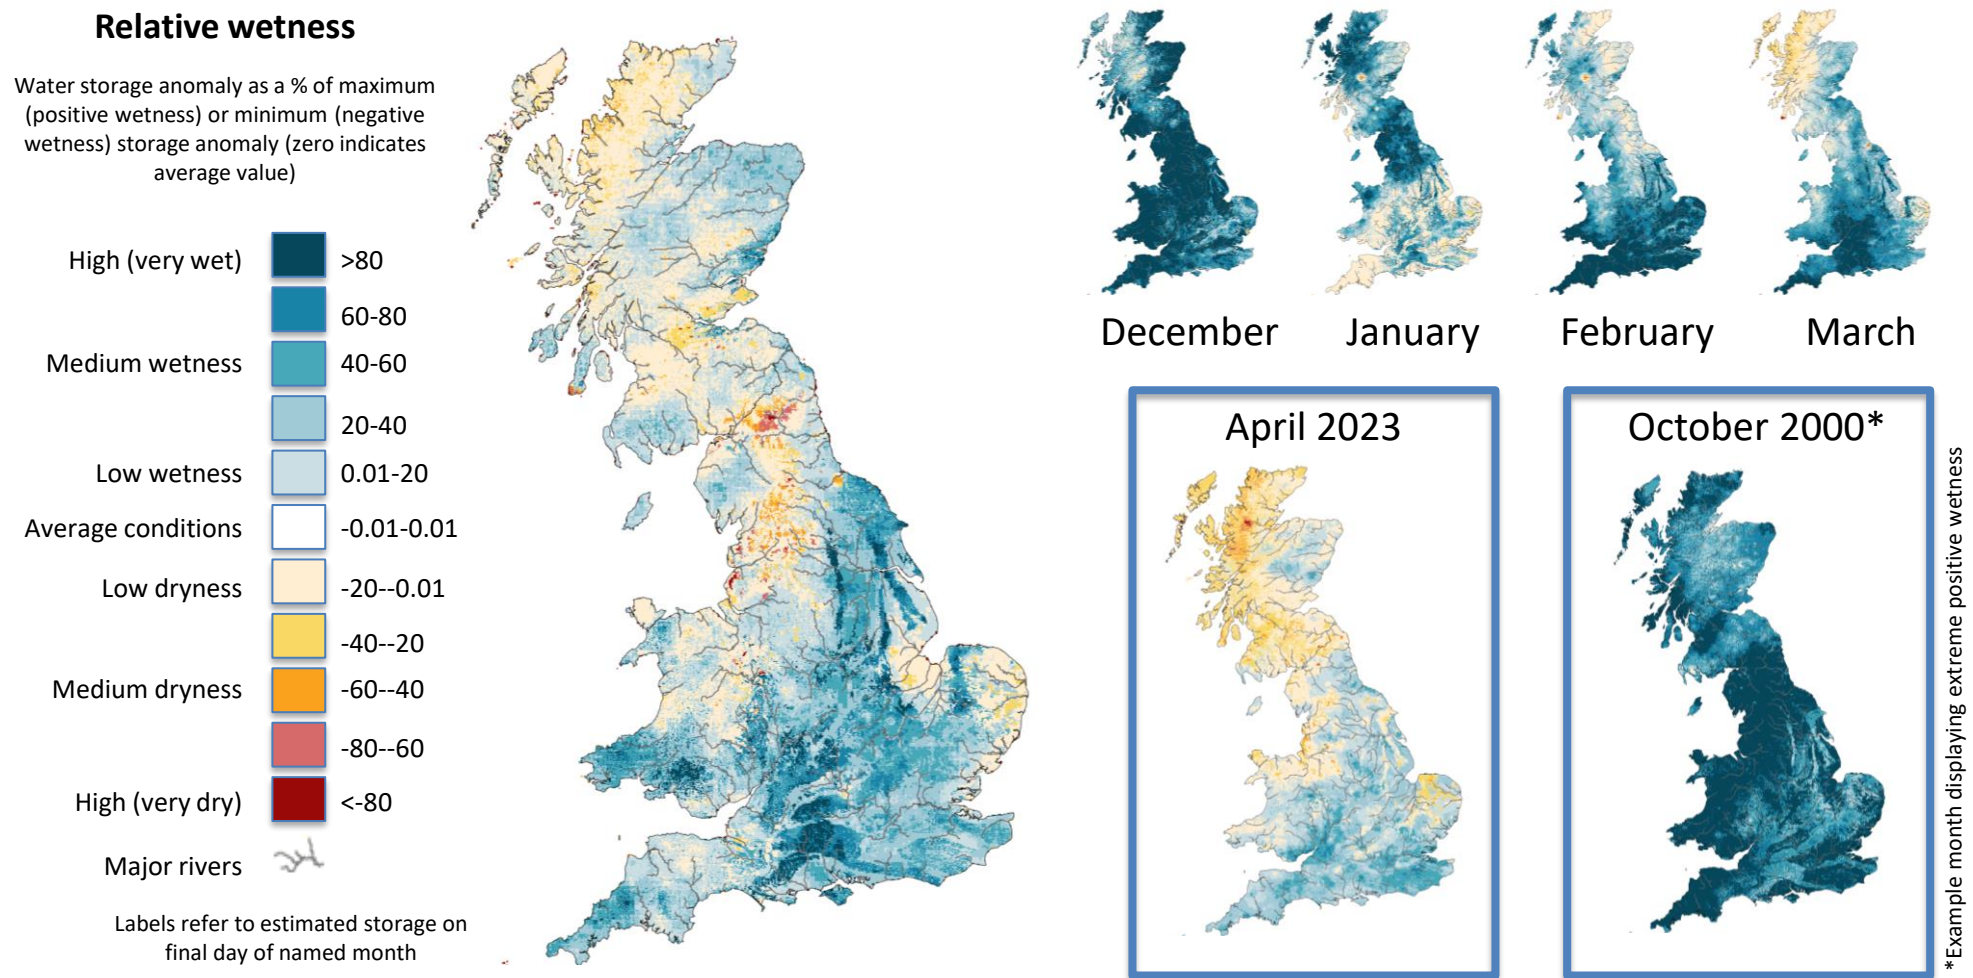 Relative wetness
Water storage anomaly as a % of maximum
(positive wetness) or minimum (negative
wetness) storage anomaly (zero indicates
average value)
High (very wet) >80
60-80
Medium wetness 40-60
20-40
Low wetness 0.01-20
Average conditions -0.01-0.01
Low dryness -20--0.01
-40--20
Medium dryness -60--40
-80--60
High (very dry) <-80
Major rivers
Labels refer to estimated storage on
final day of named month
December January February March
April 2023
October 2000*
*Example month displaying extreme positive wetness